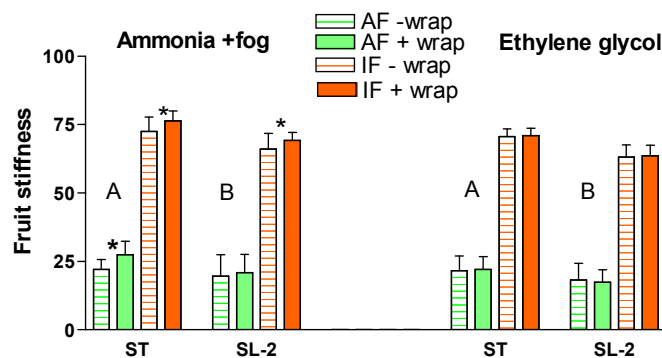 Ammonia +fog
AF -wrap
AF + wrap
IF - wrap
IF + wrap
Ethylene glycol
Fruit stiffness
100
75
50
25
0
*
*
*
A
B
A
B
ST
SL-2
ST
SL-2